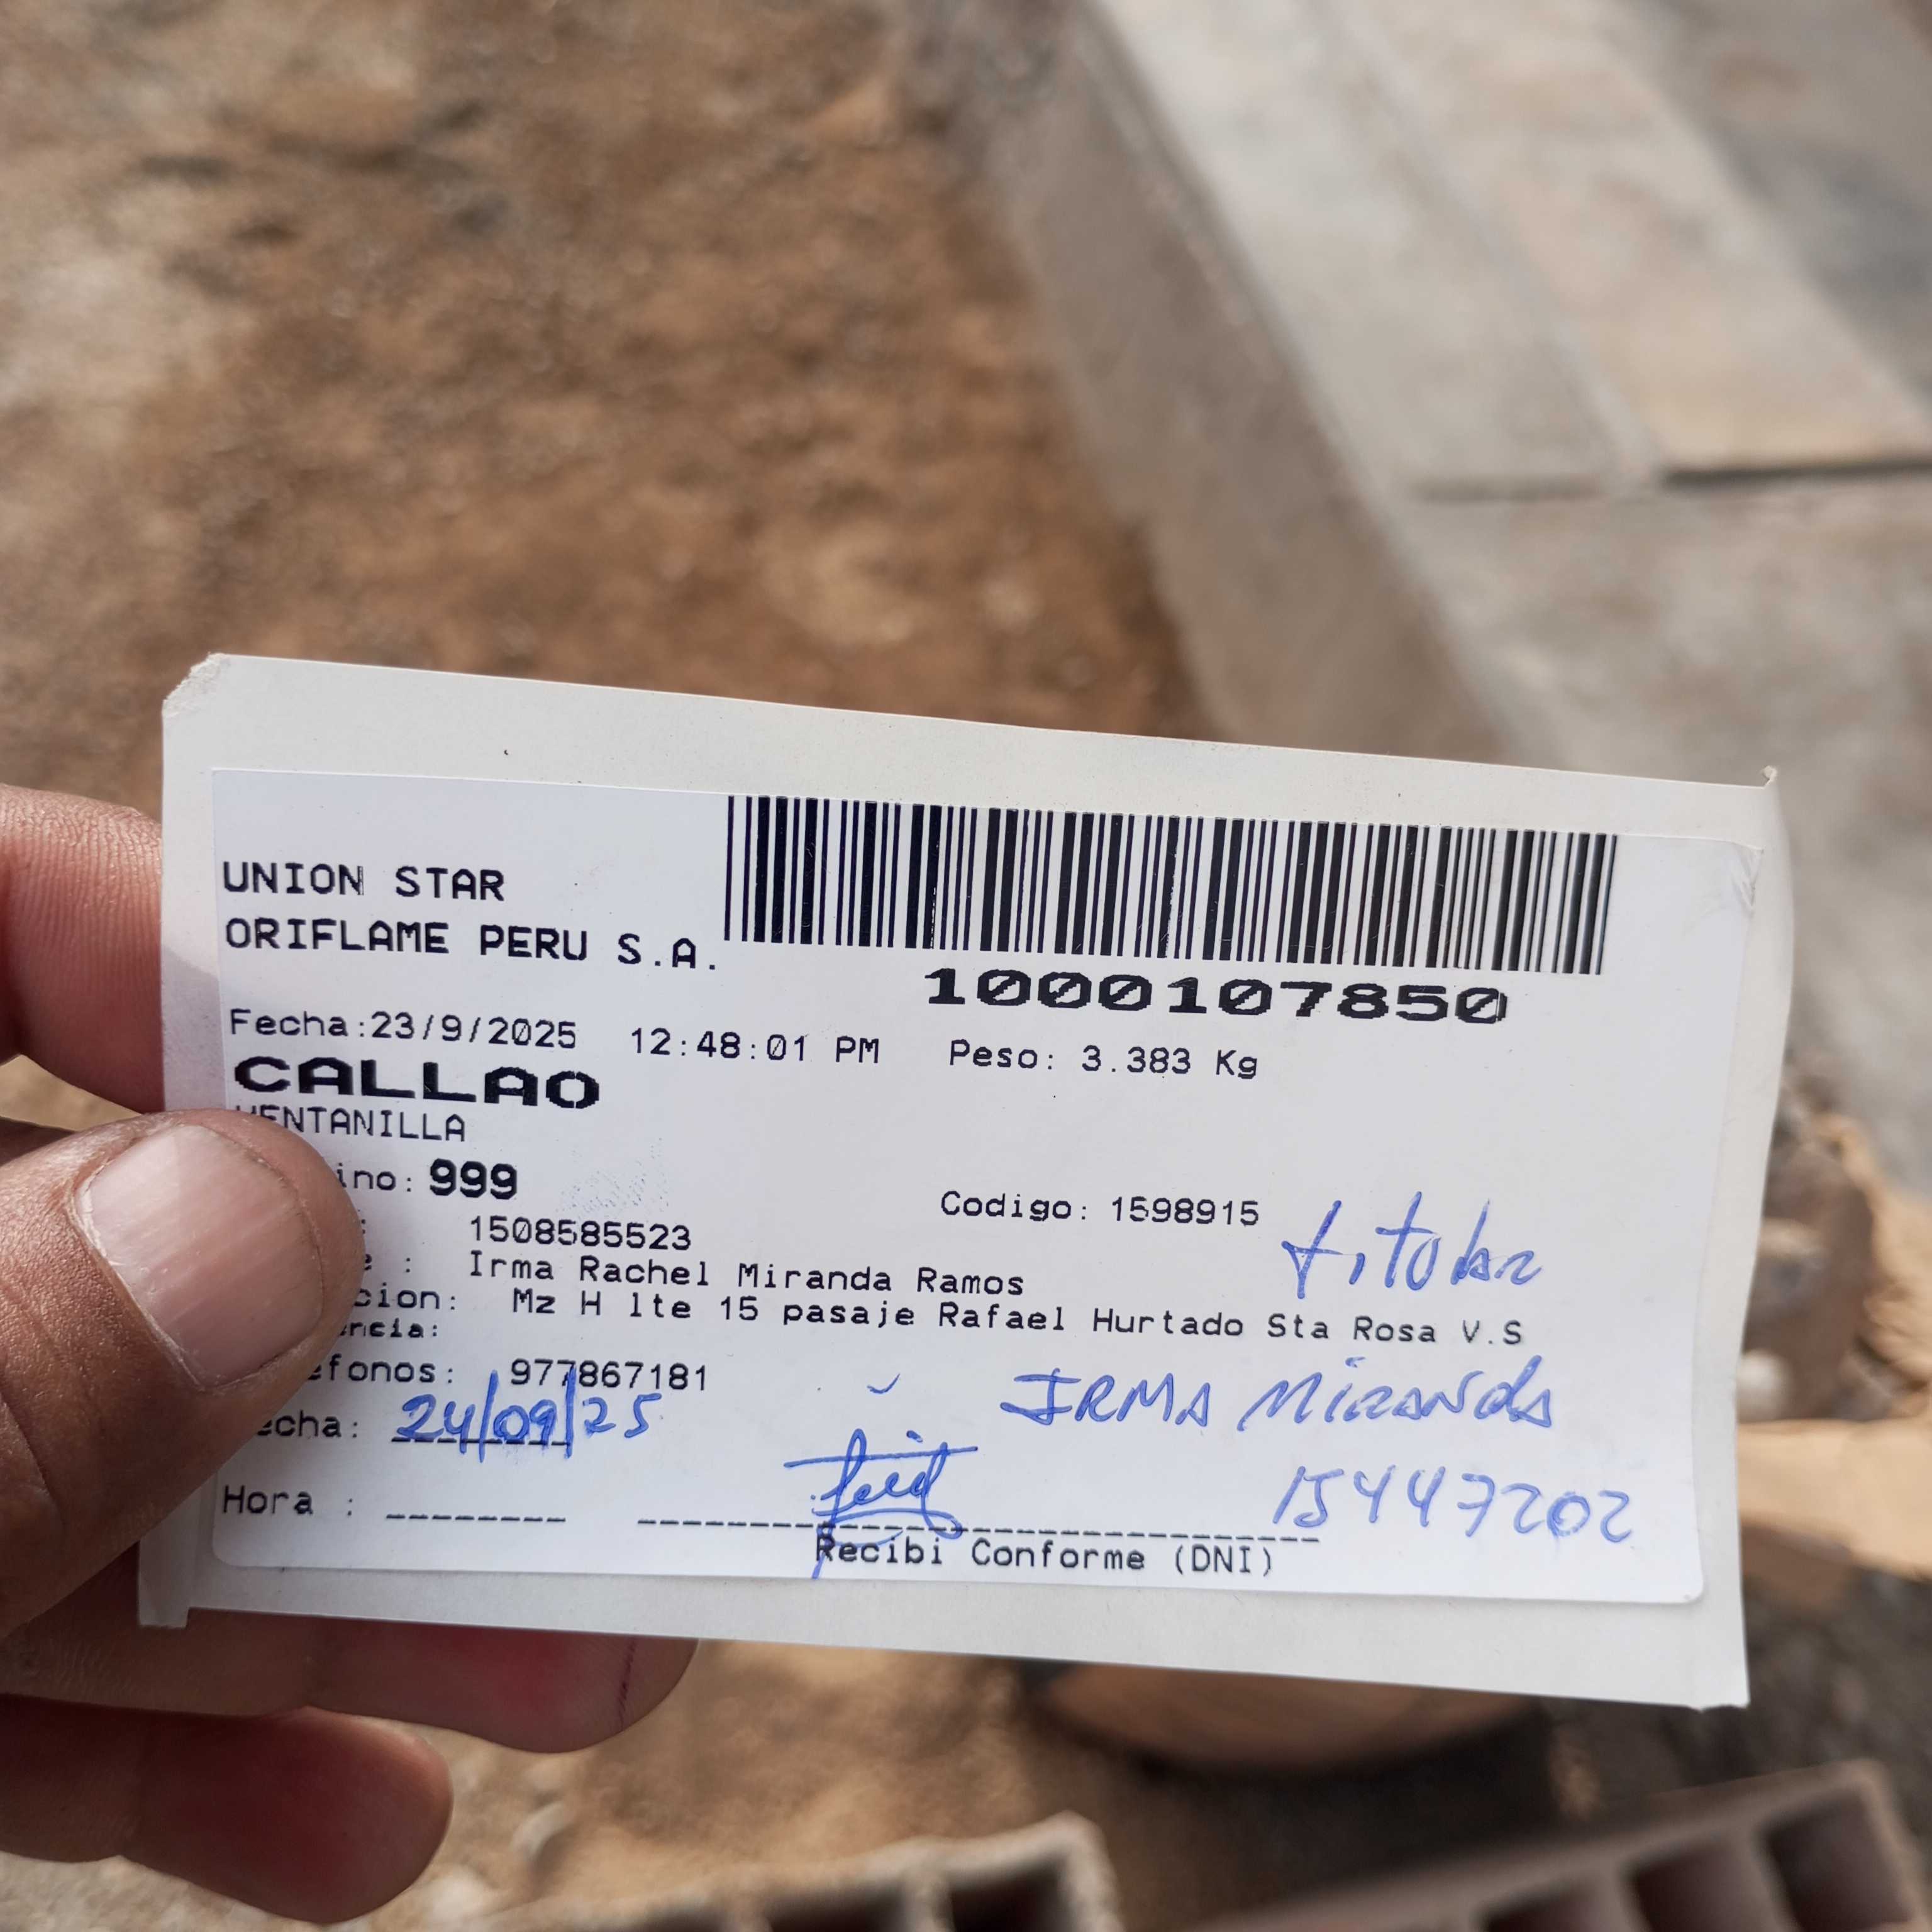 UNION STAR
ORIFLAME PERU S.A.
1000107850
Fecha:23/9/2025 12:48:01 PM Peso: 3.383 Kg
CALLAO
VENTANILLA
ino: 999
Codigo: 1598915
titular
: 1508585523
e : Irma Rachel Miranda Ramos
cion: Mz H lte 15 pasaje Rafael Hurtado Sta Rosa V.S
encia:
efonos: 977867181
IRMA Miranda
echa: 24/09/25
15447202
Hora : --------
Recibi Conforme (DNI)